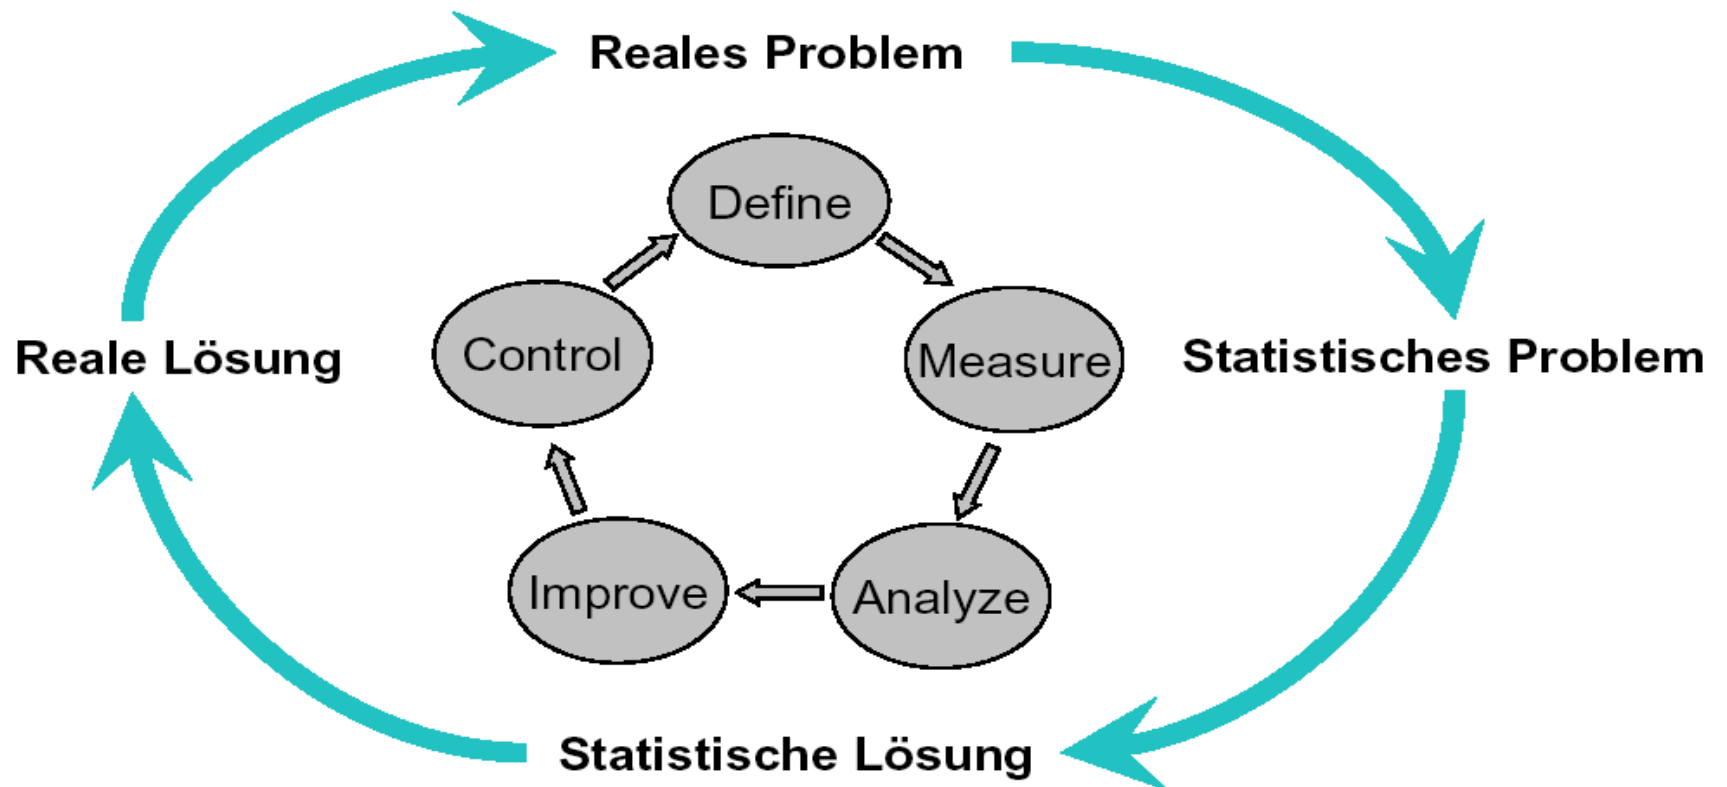 Reales Problem
Define
Control
Measure
Reale Lösung
Statistisches Problem
Improve
Analyze
Statistische Lösung